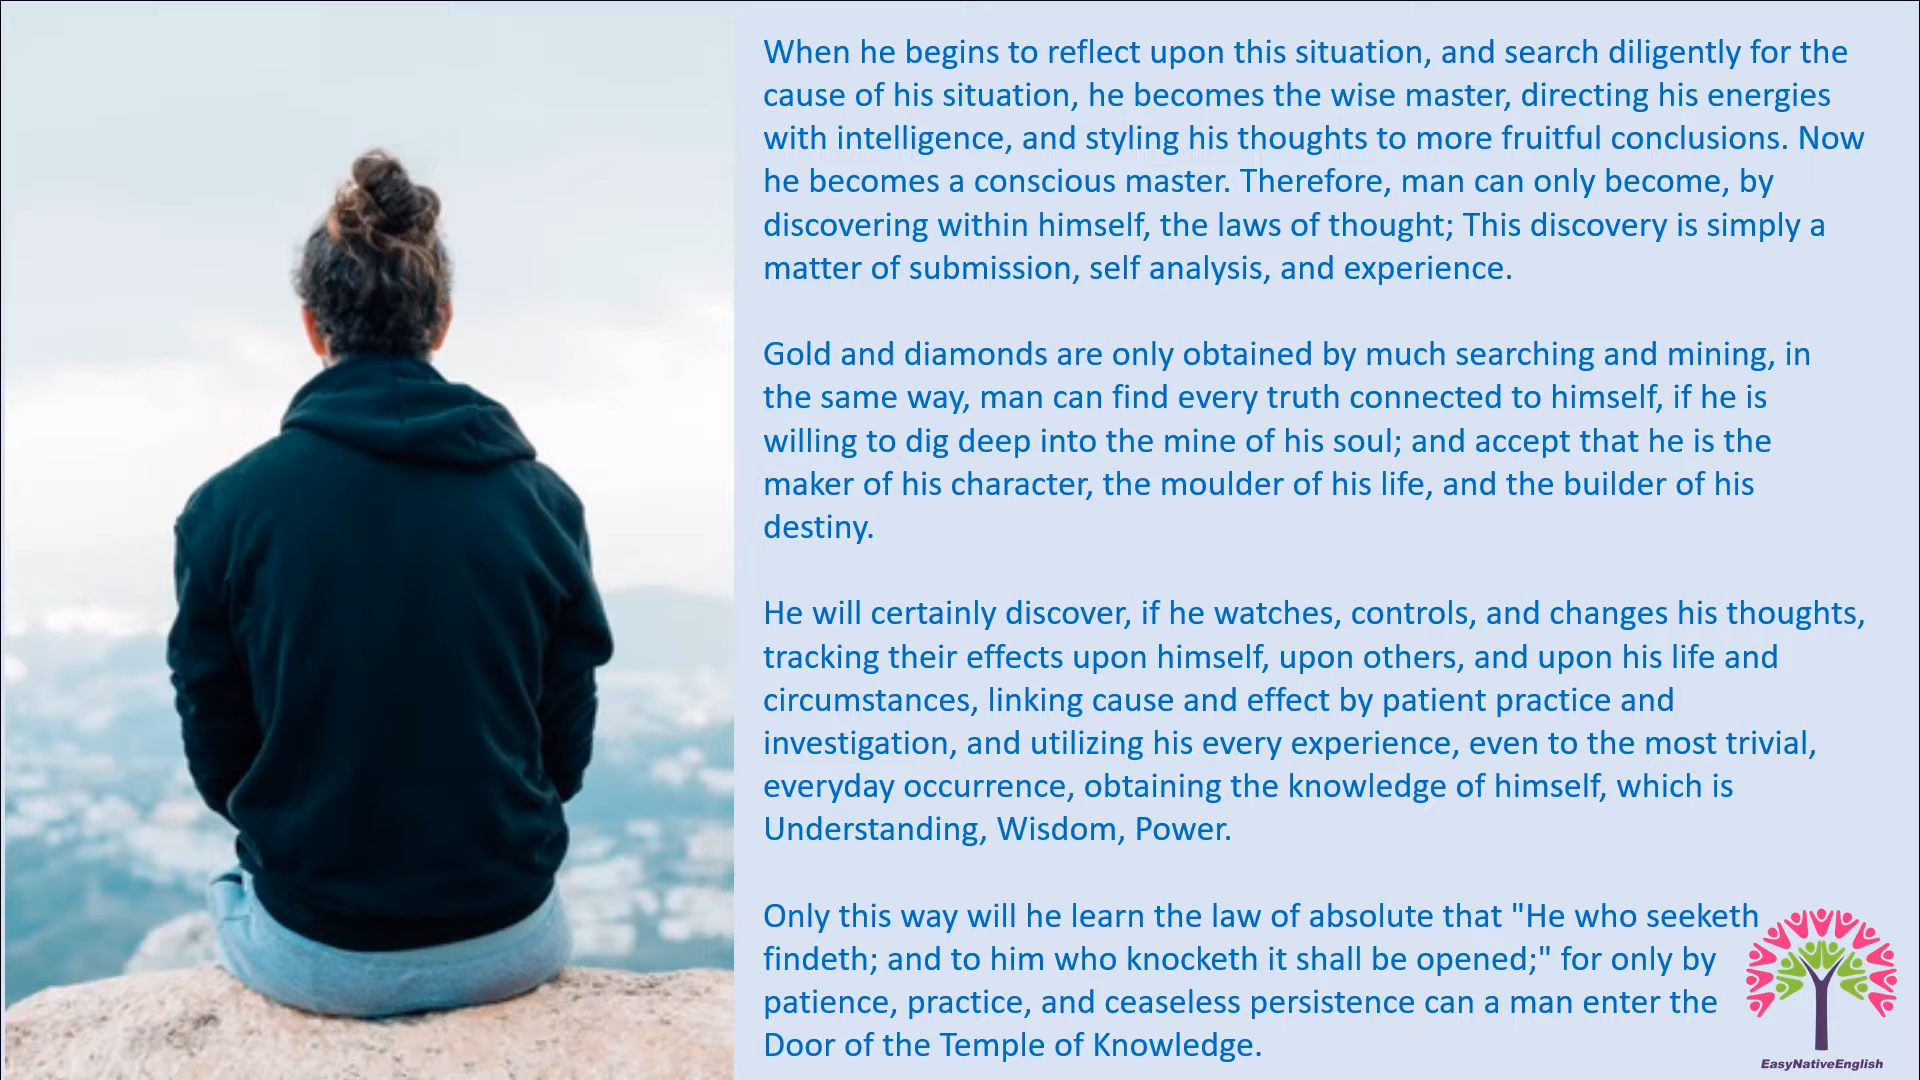 When he begins to reflect upon this situation, and search diligently for the
cause of his situation, he becomes the wise master, directing his energies
with intelligence, and styling his thoughts to more fruitful conclusions. Now
he becomes a conscious master. Therefore, man can only become, by
discovering within himself, the laws of thought; This discovery is simply a
matter of submission, self analysis, and experience.
Gold and diamonds are only obtained by much searching and mining, in
the same way, man can find every truth connected to himself, if he is
willing to dig deep into the mine of his soul; and accept that he is the
maker of his character, the moulder of his life, and the builder of his
destiny.
He will certainly discover, if he watches, controls, and changes his thoughts,
tracking their effects upon himself, upon others, and upon his life and
circumstances, linking cause and effect by patient practice and
investigation, and utilizing his every experience, even to the most trivial,
everyday occurrence, obtaining the knowledge of himself, which is
Understanding, Wisdom, Power.
Only this way will he learn the law of absolute that "He who seeketh
findeth; and to him who knocketh it shall be opened;" for only by
patience, practice, and ceaseless persistence can a man enter the
Door of the Temple of Knowledge.
EasyNativeEnglish